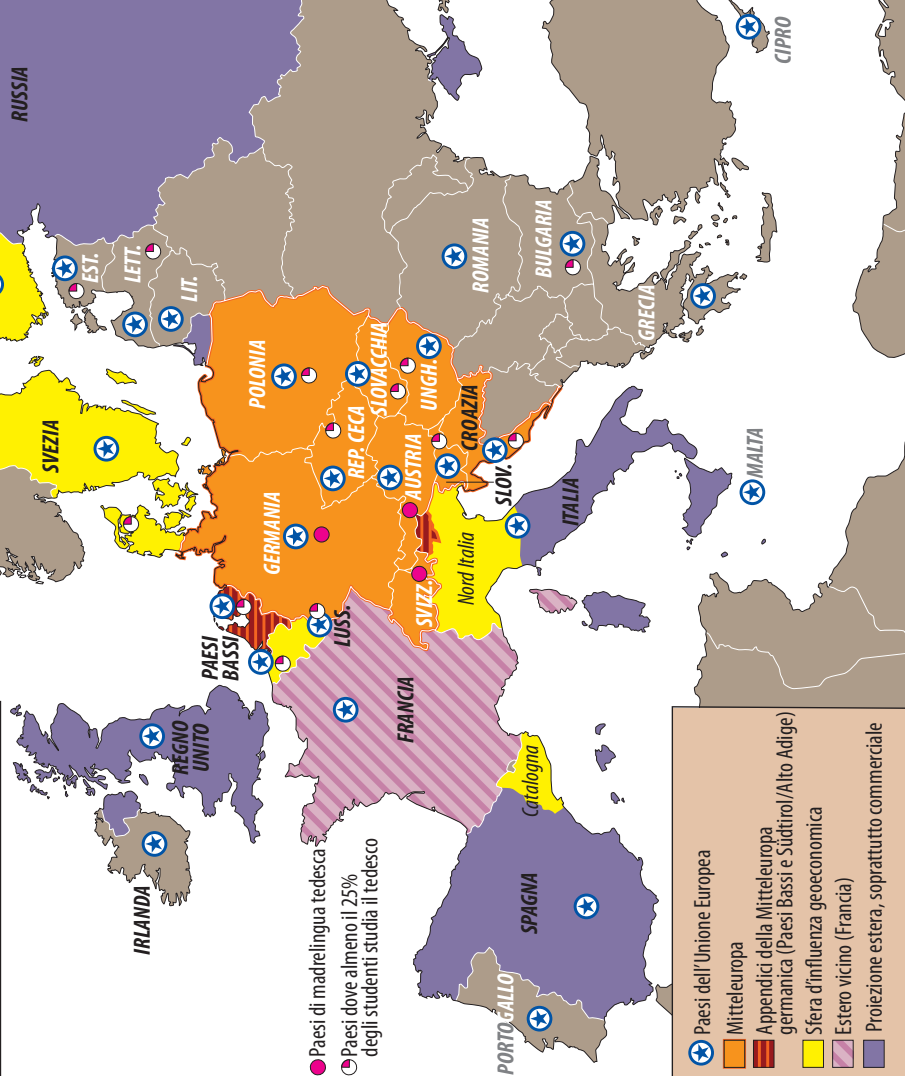 RUSSIA
CIPRO
SVEZIA
EST.
LETT.
LIT.
POLONIA
ROMANIA
BULGARIA
GRECIA
SLOVACCHIA
UNGH.
REP. CECA
CROAZIA
AUSTRIA
SLOV.
GERMANIA
ITALIA
MALTA
Nord Italia
SVIZZ.
LUSS.
PAESI
BASSI
FRANCIA
REGNO
UNITO
Catalogna
IRLANDA
SPAGNA
PORTOGALLO
Paesi di madrelingua tedesca
Paesi dove almeno il 25%
degli studenti studia il tedesco
Paesi dell'Unione Europea
Mitteleuropa
Appendici della Mitteleuropa
germanica (Paesi Bassi e Südtirol/Alto Adige)
Sfera d'influenza geoeconomica
Estero vicino (Francia)
Proiezione estera, soprattutto commerciale